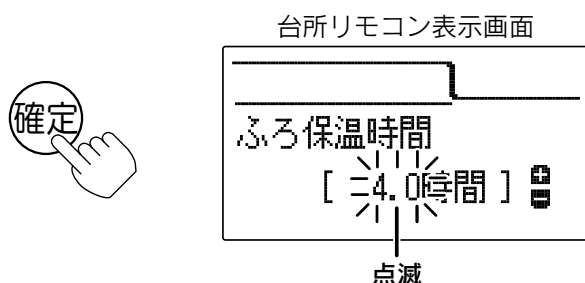 台所リモコン表示画面
確定
ふろ保温時間
[ 4.0時間 ]
点滅